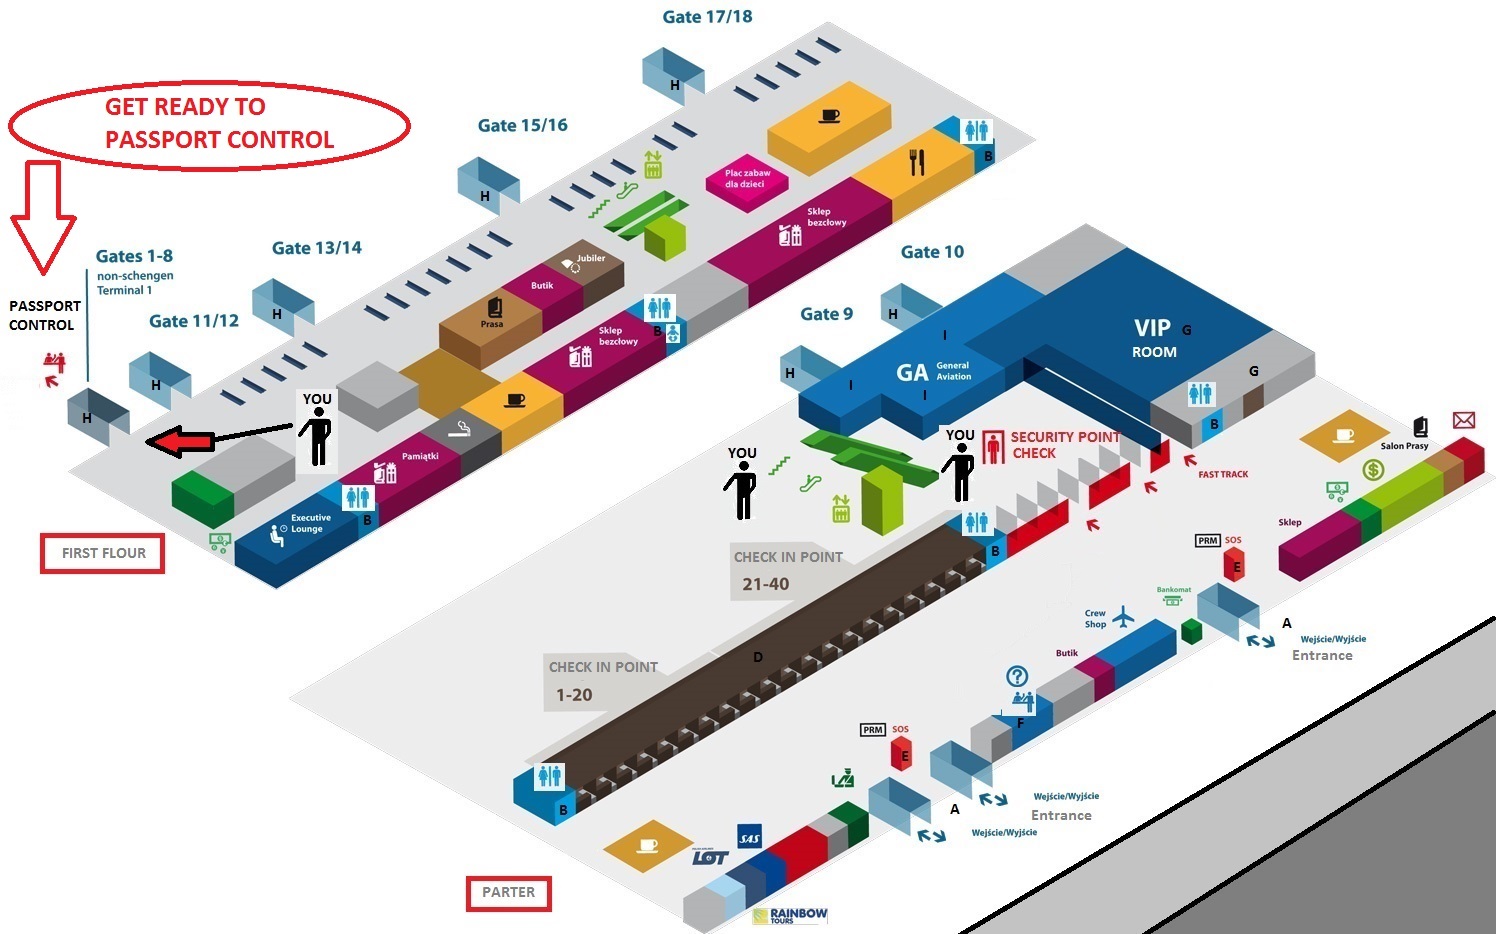 Gate 17/18
GET READY TO
PASSPORT CONTROL
Gate 15/16
H
H
B
Plac zabaw
dla dzieci
Sklep
bezcłowy
Gates 1-8
non-schengen
Terminal 1
Gate 13/14
H
Jubiler
Butik
Prasa
PASSPORT
CONTROL
Gate 11/12
H
H
Sklep
bezcłowy
B
YOU
Pamiątki
Executive
Lounge
B
FIRST FLOUR
Gate 10
H
Gate 9
H
I
I
I
GA
General
Aviation
VIP
ROOM
G
G
B
YOU
YOU
SECURITY POINT
CHECK
FAST TRACK
Salon Prasy
Sklep
CHECK IN POINT
21-40
B
PRM
SOS
E
Bankomat
Crew
Shop
A
Wejście/Wyjście
Entrance
CHECK IN POINT
1-20
D
Butik
F
PRM
SOS
E
B
A
Wejście/Wyjście
Entrance
Wejście/Wyjście
SAS
LOT
PARTER
RAINBOW
TOURS